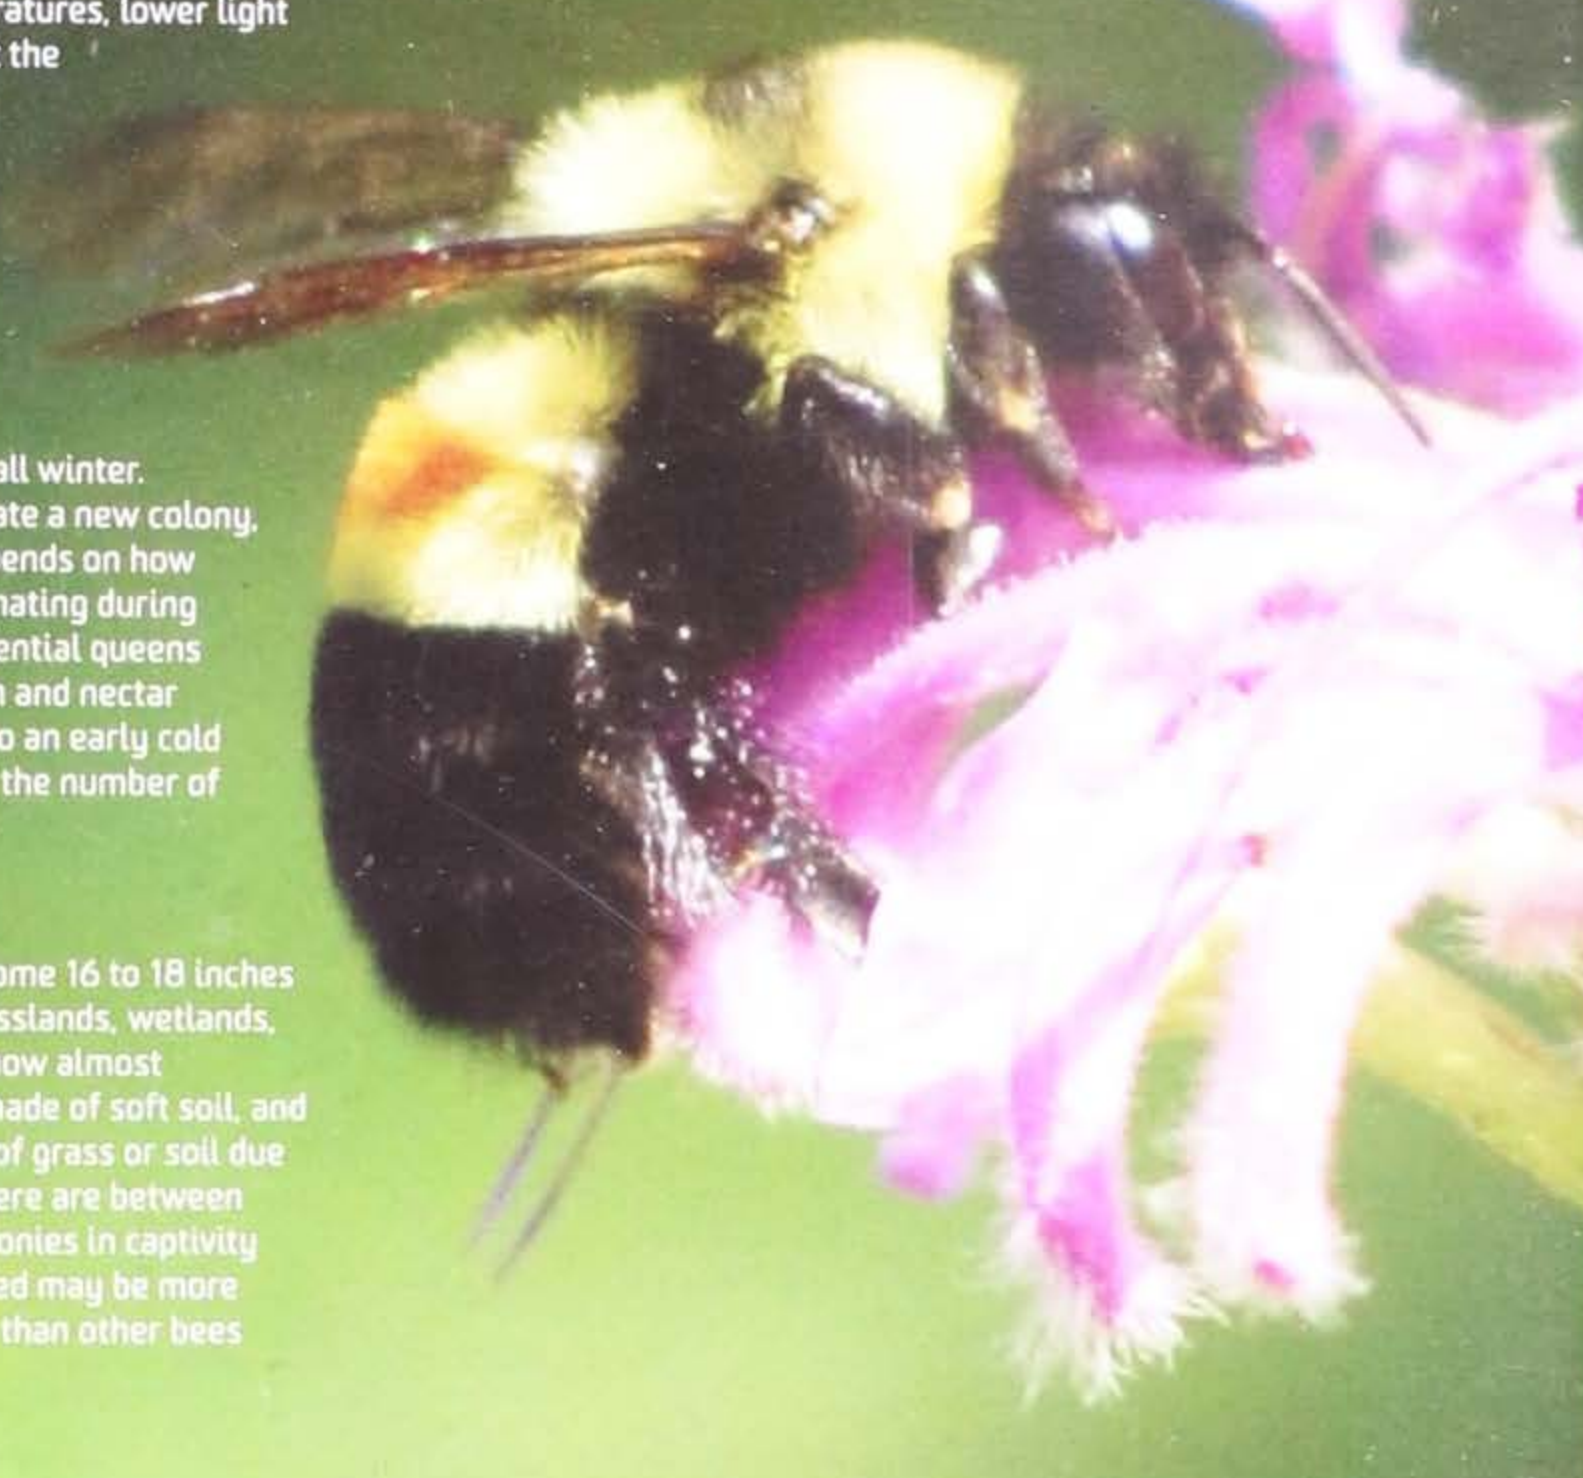 ratures, lower light
the
all winter.
ate a new colony,
ends on how
nating during
ential queens
and nectar
o an early cold
the number of
ome 16 to 18 inches
sslands, wetlands,
ow almost
nade of soft soil, and
of grass or soil due
ere are between
onies in captivity
ed may be more
than other bees